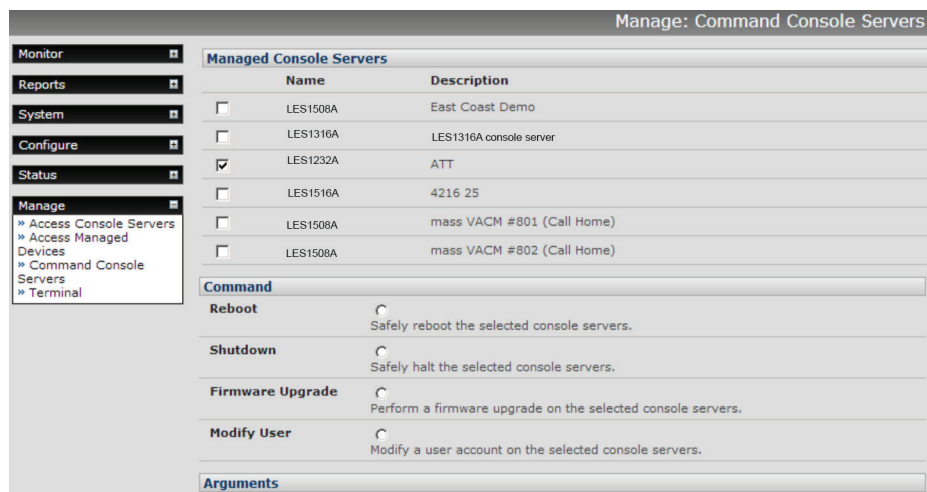 Manage: Command Console Servers
Monitor
Reports
System
Configure
Status
Manage
» Access Console Servers
» Access Managed
Devices
» Command Console
Servers
» Terminal
Managed Console Servers
Name Description
LES1508A East Coast Demo
LES1316A LES1316A console server
LES1232A ATT
LES1516A 4216 25
LES1508A mass VACM #801 (Call Home)
LES1508A mass VACM #802 (Call Home)
Command
Reboot
Safely reboot the selected console servers.
Shutdown
Safely halt the selected console servers.
Firmware Upgrade
Perform a firmware upgrade on the selected console servers.
Modify User
Modify a user account on the selected console servers.
Arguments